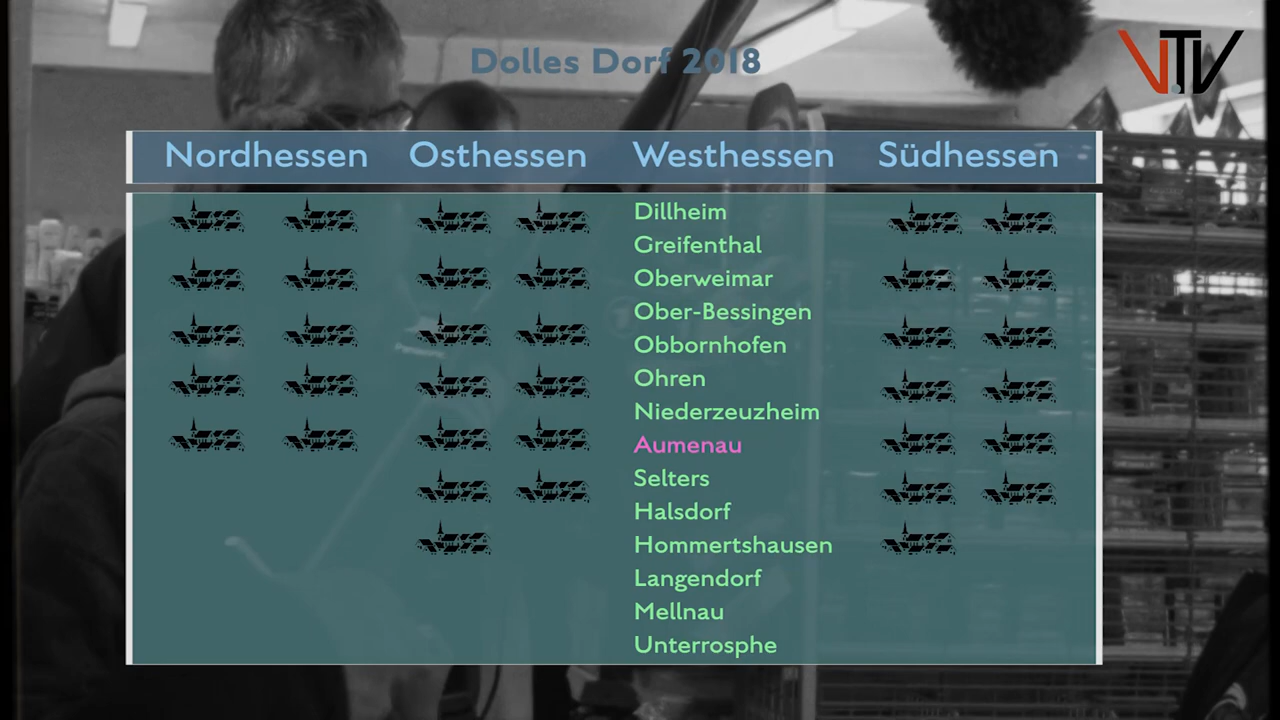 Dolles Dorf 2018
V.TV
Nordhessen Osthessen Westhessen Südhessen
Dillheim
Greifenthal
Oberweimar
Ober-Bessingen
Obbornhofen
Ohren
Niederzeuzheim
Aumenau
Selters
Halsdorf
Hommertshausen
Langendorf
Mellnau
Unterrosphe